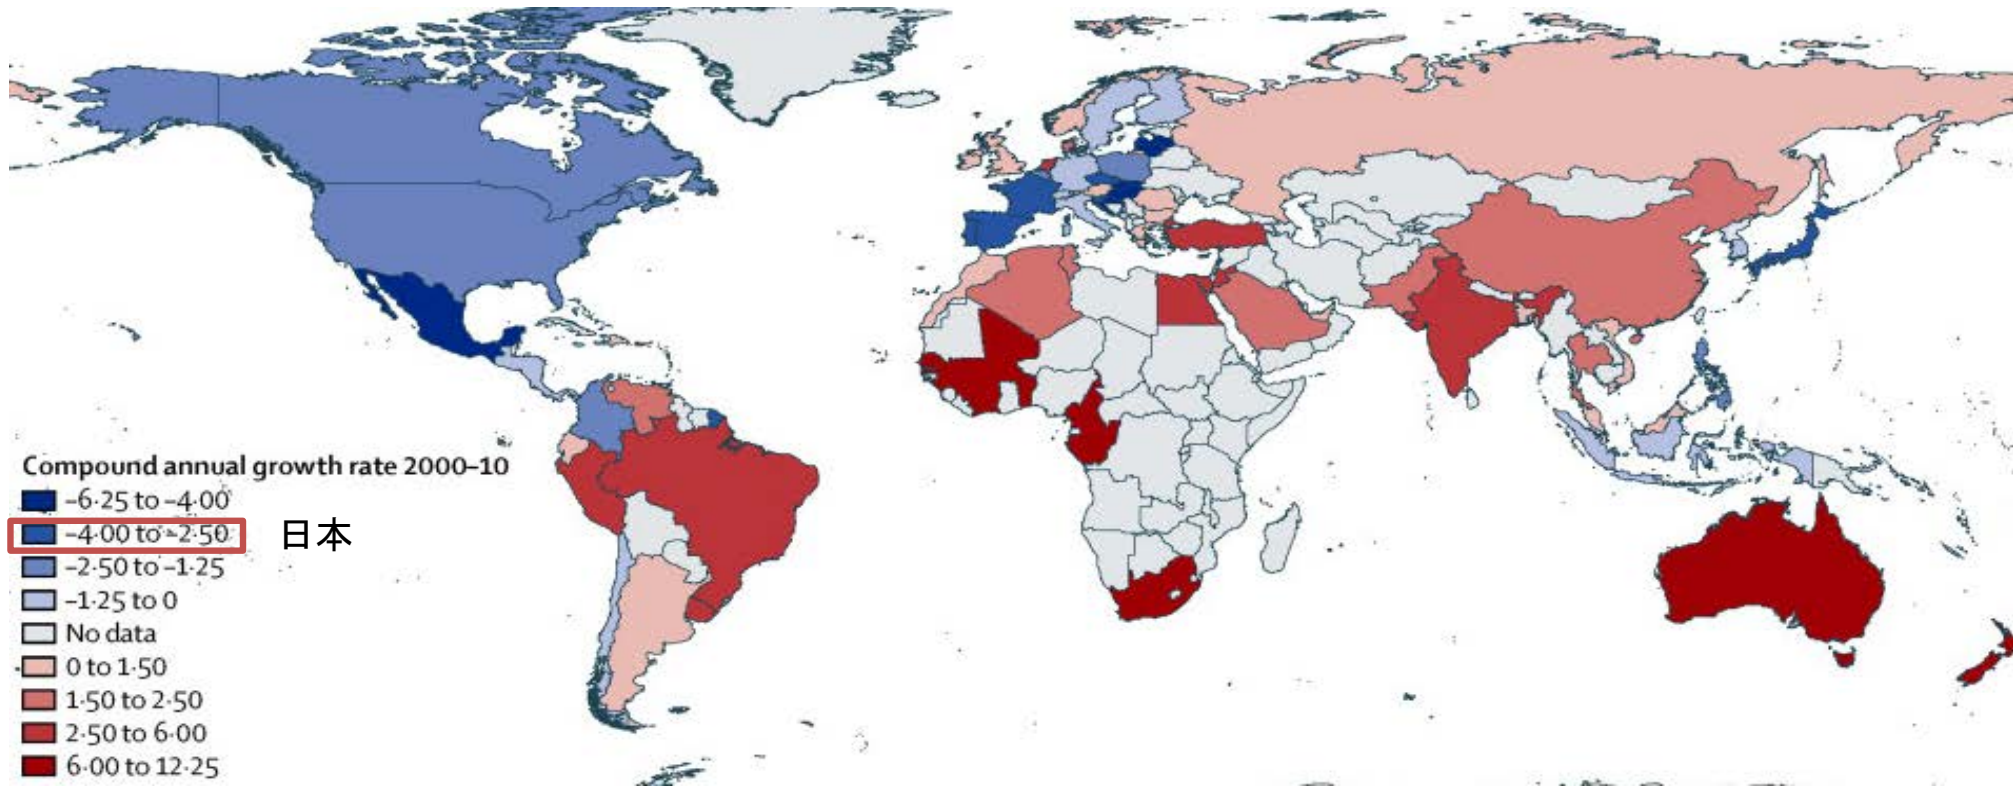 Compound annual growth rate 2000–10
–6·25 to –4·00
–4·00 to –2·50 日本
–2·50 to –1·25
–1·25 to 0
No data
0 to 1·50
1·50 to 2·50
2·50 to 6·00
6·00 to 12·25